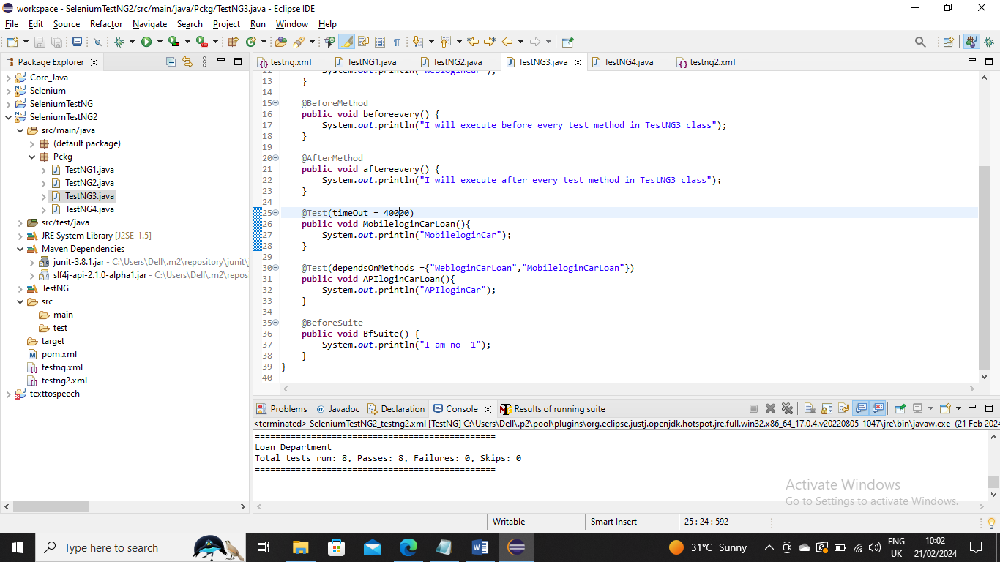 workspace - SeleniumTestNG2/src/main/java/Pckg/TestNG3.java - Eclipse IDE
File Edit Source Refactor Navigate Search Project Run Window Help
Package Explorer
Core_Java
Selenium
SeleniumTestNG
SeleniumTestNG2
src/main/java
(default package)
Pckg
TestNG1.java
TestNG2.java
TestNG3.java
TestNG4.java
src/test/java
JRE System Library [J2SE-1.5]
Maven Dependencies
junit-3.8.1.jar - C:\Users\Dell\.m2\repository\junit\
slf4j-api-2.1.0-alpha1.jar - C:\Users\Dell\.m2\repos
TestNG
src
main
test
target
pom.xml
testng.xml
testng2.xml
texttospeech
testng.xml TestNG1.java TestNG2.java TestNG3.java TestNG4.java testng2.xml
12 System.out.println("WebloginCar");
13 }
14
15 @BeforeMethod
16 public void beforeevery() {
17 System.out.println("I will execute before every test method in TestNG3 class");
18 }
19
20 @AfterMethod
21 public void aftereevery() {
22 System.out.println("I will execute after every test method in TestNG3 class");
23 }
24
25 @Test(timeOut = 40000)
26 public void MobileloginCarLoan(){
27 System.out.println("MobileloginCar");
28 }
29
30 @Test(dependsOnMethods ={"WebloginCarLoan","MobileloginCarLoan"})
31 public void APIloginCarLoan(){
32 System.out.println("APIloginCar");
33 }
34
35 @BeforeSuite
36 public void BfSuite() {
37 System.out.println("I am no  1");
38 }
39 }
40
Problems Javadoc Declaration Console Results of running suite
<terminated> SeleniumTestNG2_testng2.xml [TestNG] C:\Users\Dell\.p2\pool\plugins\org.eclipse.justj.openjdk.hotspot.jre.full.win32.x86_64_17.0.4.v20220805-1047\jre\bin\javaw.exe (21 Feb 2024
===============================================
Loan Department
Total tests run: 8, Passes: 8, Failures: 0, Skips: 0
===============================================
Activate Windows
Go to Settings to activate Windows.
Writable Smart Insert 25 : 24 : 592
Type here to search
31°C Sunny
ENG
UK
10:02
21/02/2024